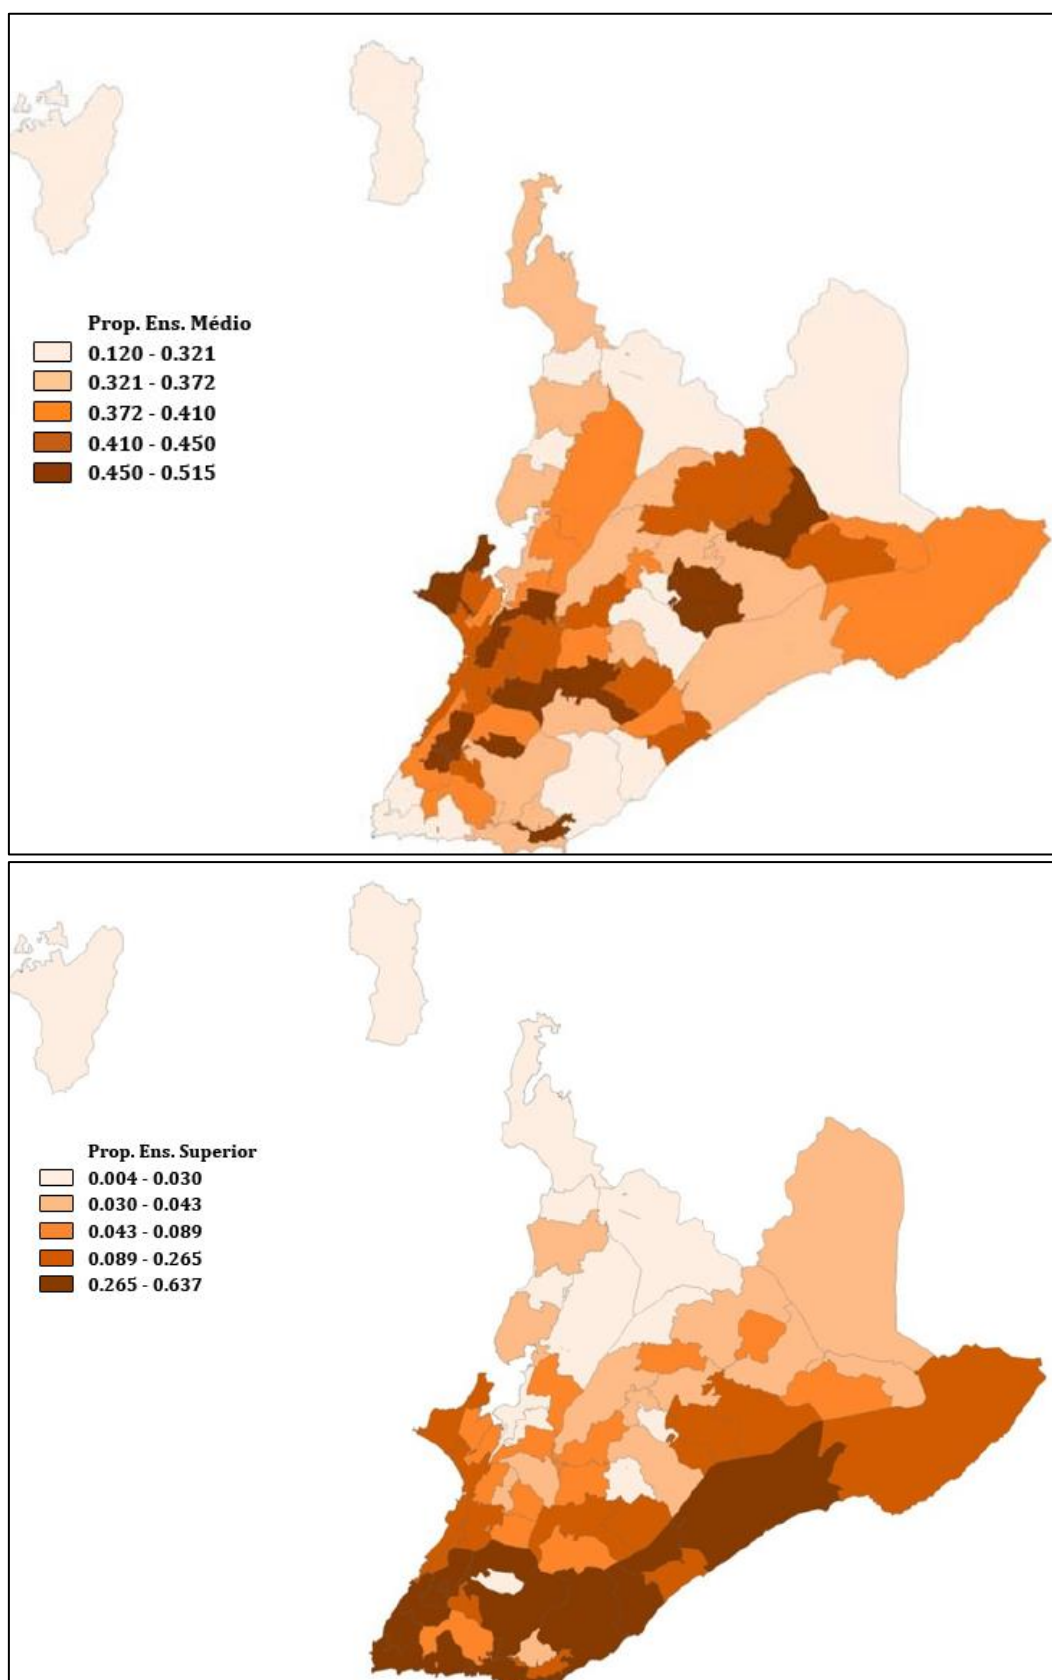 Prop. Ens. Médio
0.120 - 0.321
0.321 - 0.372
0.372 - 0.410
0.410 - 0.450
0.450 - 0.515
Prop. Ens. Superior
0.004 - 0.030
0.030 - 0.043
0.043 - 0.089
0.089 - 0.265
0.265 - 0.637